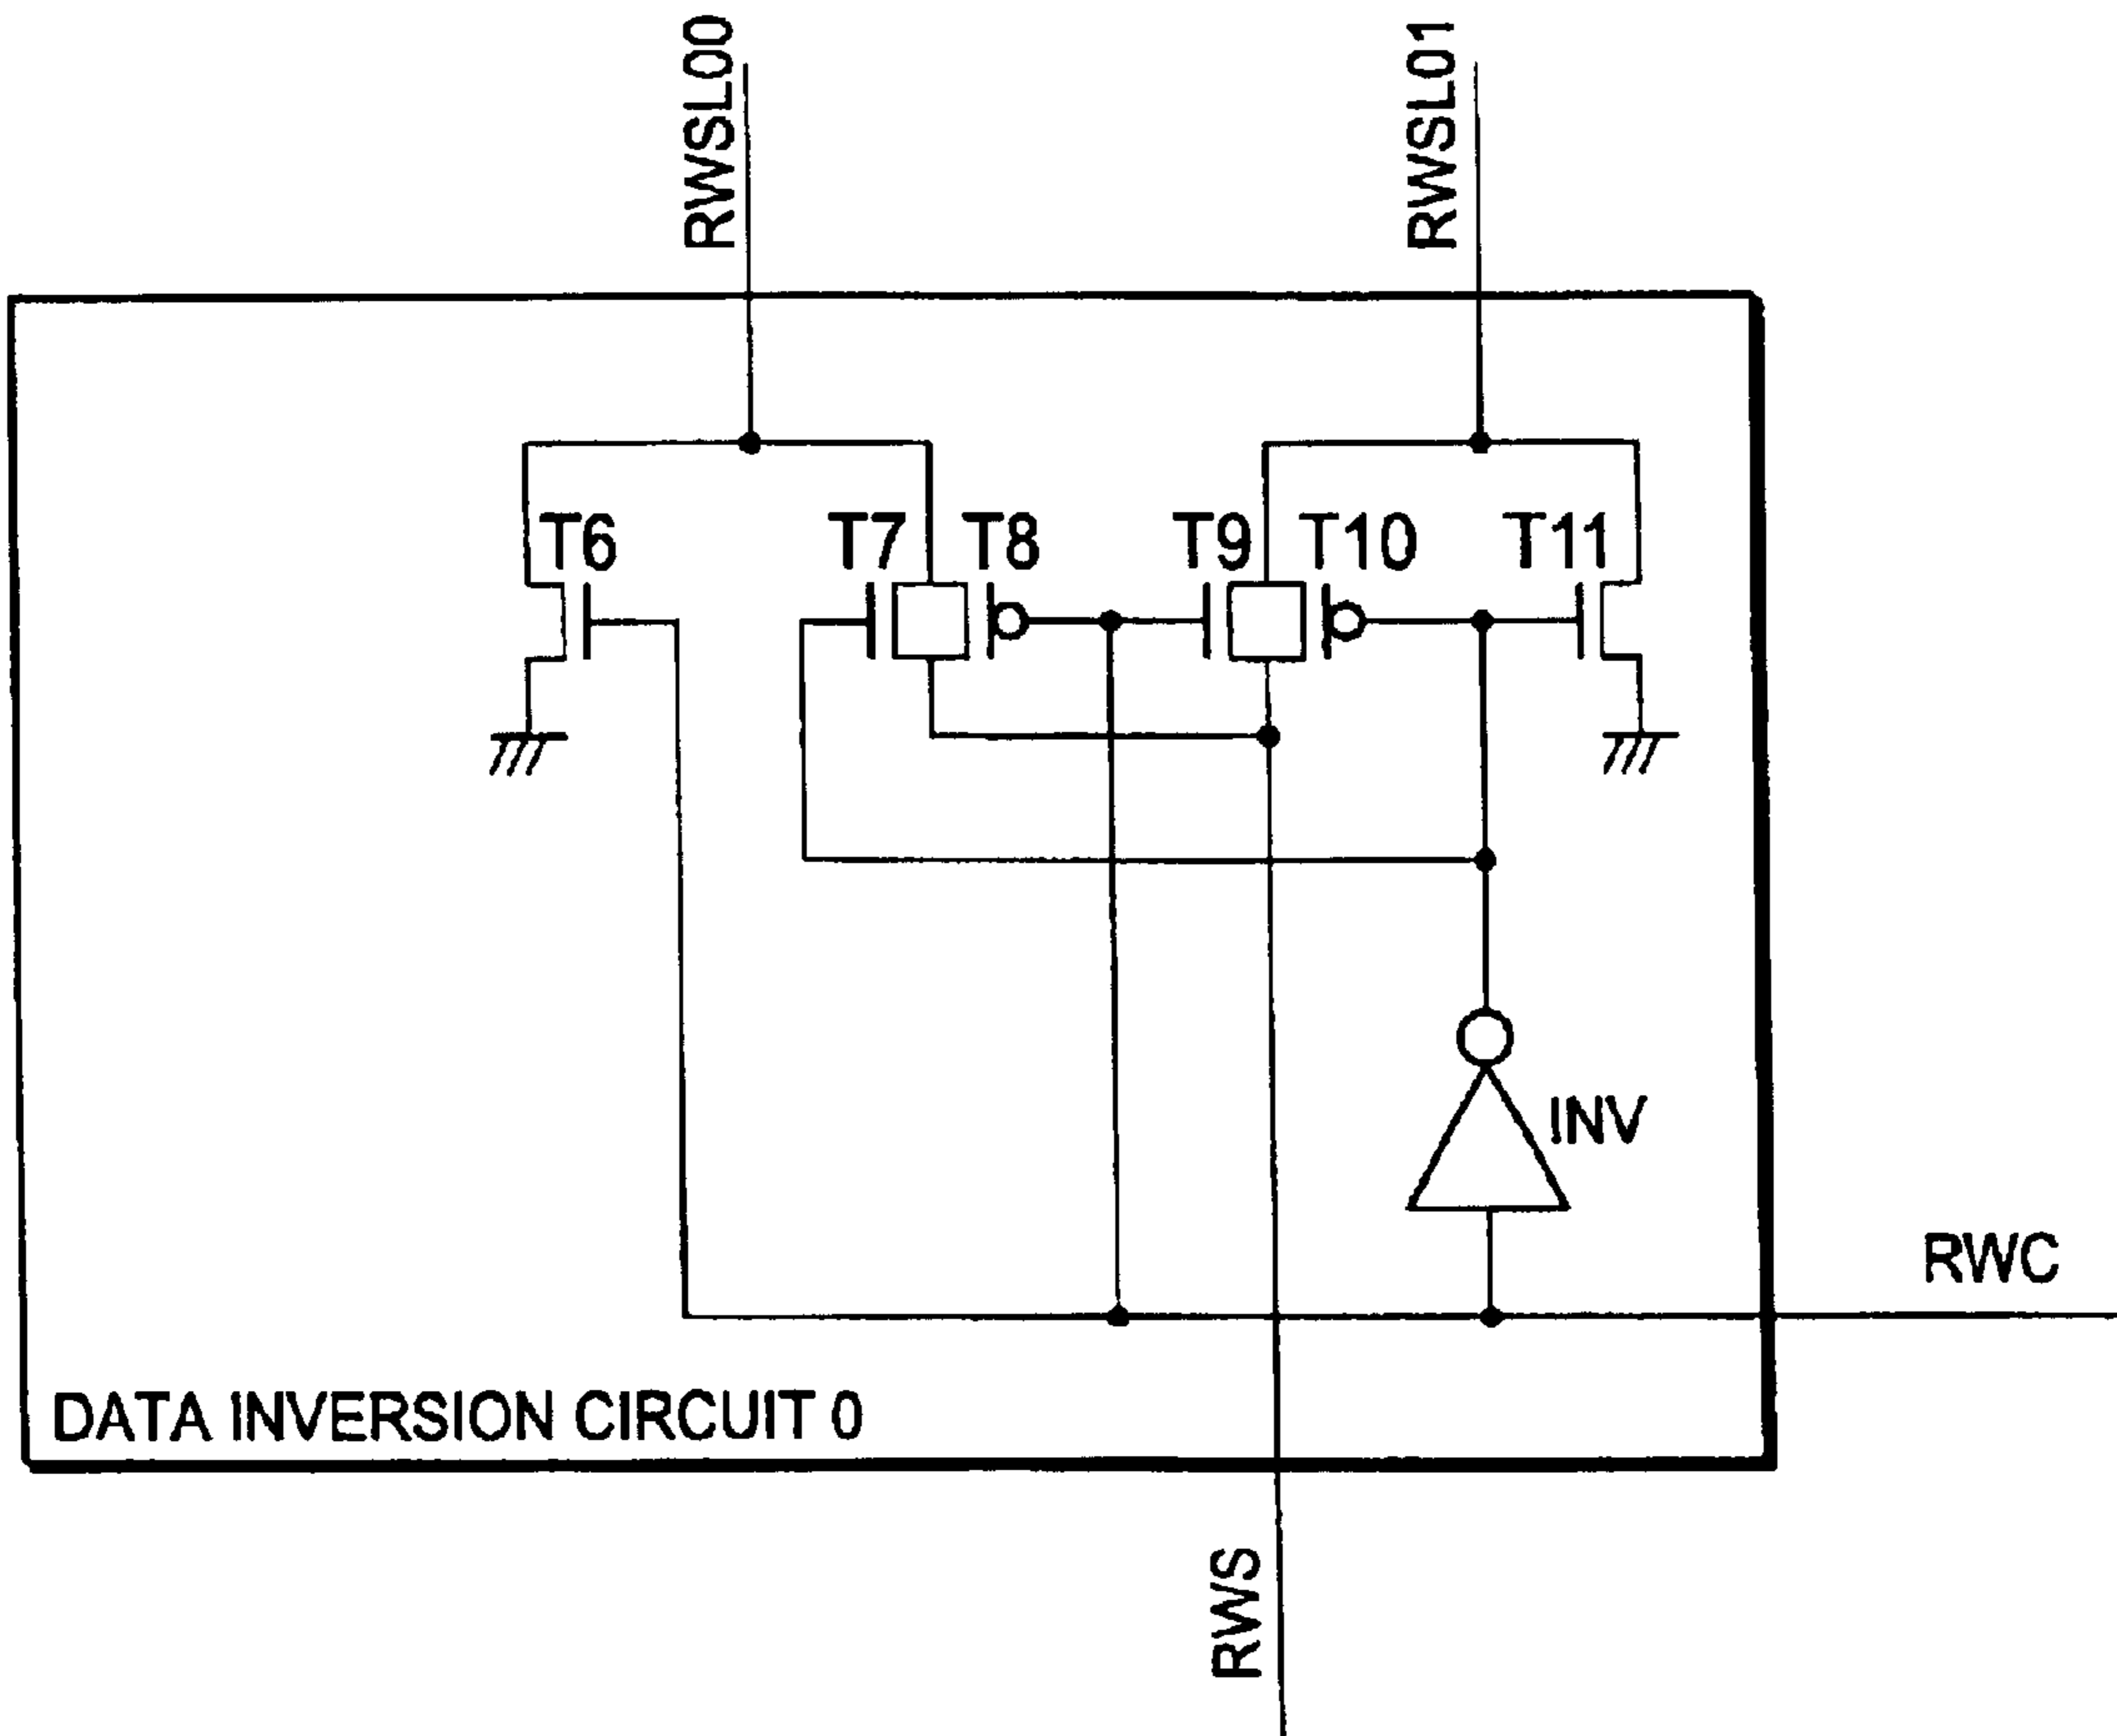 RWSL00
RWSL01
T6
T7
T8
T9
T10
T11
INV
RWC
DATA INVERSION CIRCUIT 0
RWS